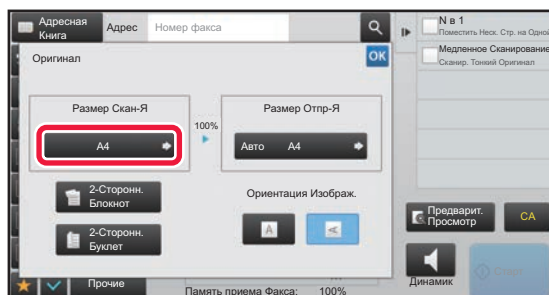 Адресная
Книга
Адрес
Номер факса
N в 1
Поместить Неск. Стр. на Одной
Медленное Сканирование
Сканир. Тонкий Оригинал
Оригинал
OK
Размер Скан-Я
100%
Размер Отпр-Я
A4
Авто A4
2-Сторонн.
Блокнот
Ориентация Изображ.
A
A
2-Сторонн.
Буклет
Предварит.
Просмотр
CA
Прочие
Память приема Факса: 100%
Динамик
Старт